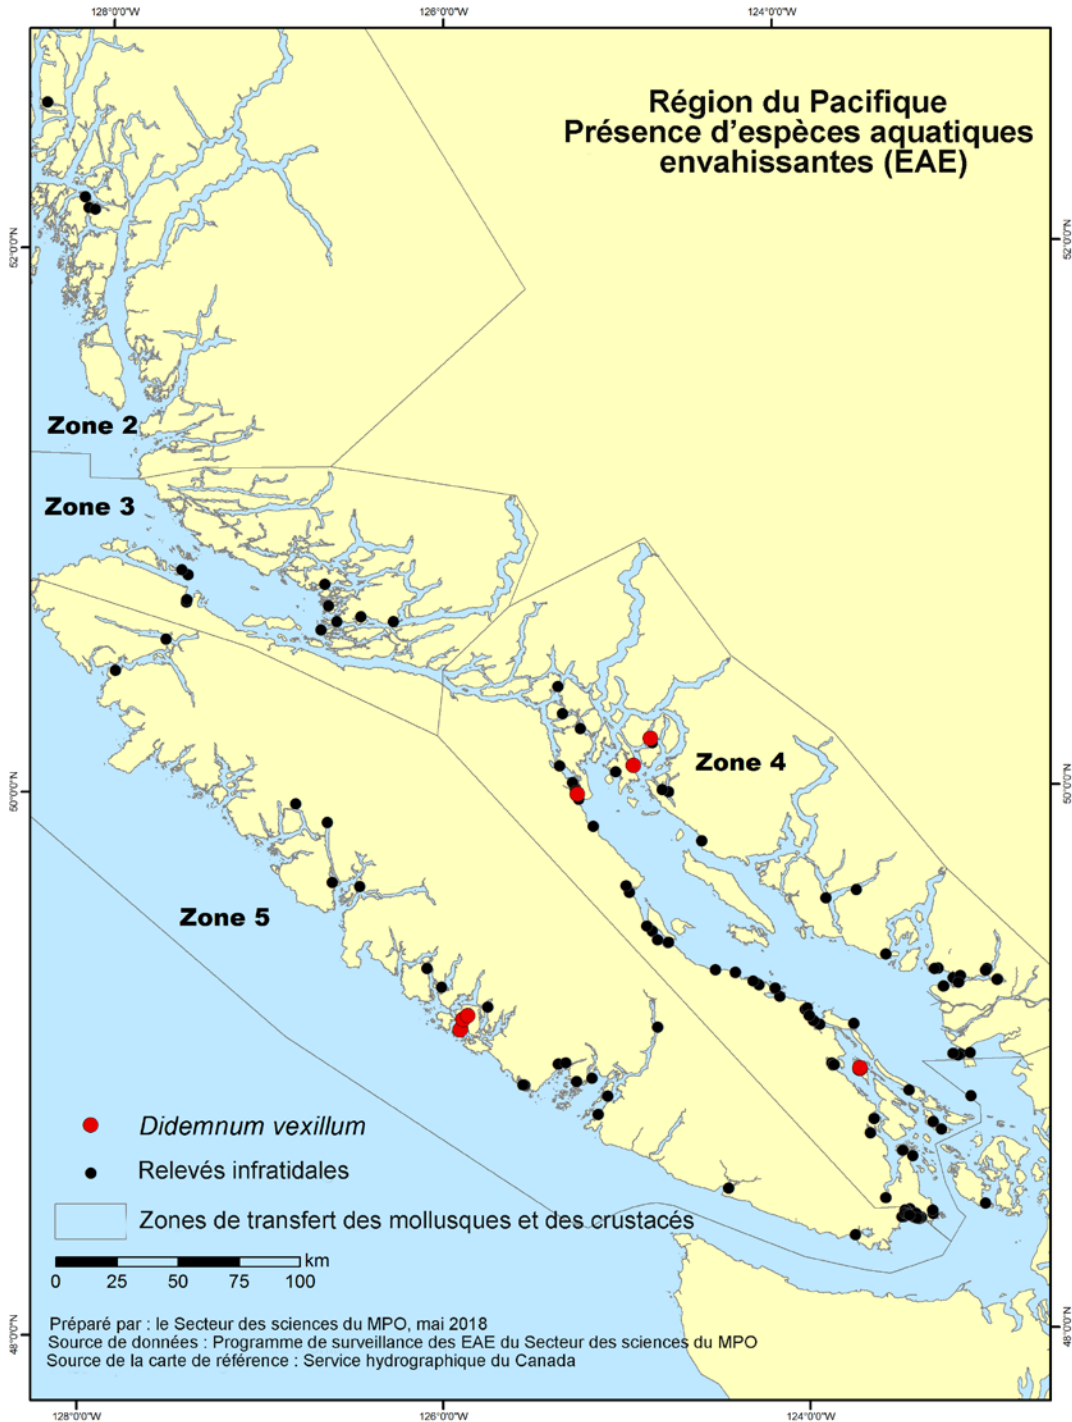 128°0'0"W
126°0'0"W
124°0'0"W
Région du Pacifique
Présence d'espèces aquatiques
envahissantes (EAE)
52°0'0"N
52°0'0"N
Zone 2
Zone 3
Zone 4
50°0'0"N
50°0'0"N
Zone 5
Didemnum vexillum
Relevés infratidales
Zones de transfert des mollusques et des crustacés
km
0 25 50 75 100
Préparé par : le Secteur des sciences du MPO, mai 2018
Source de données : Programme de surveillance des EAE du Secteur des sciences du MPO
Source de la carte de référence : Service hydrographique du Canada
48°0'0"N
48°0'0"N
128°0'0"W
126°0'0"W
124°0'0"W